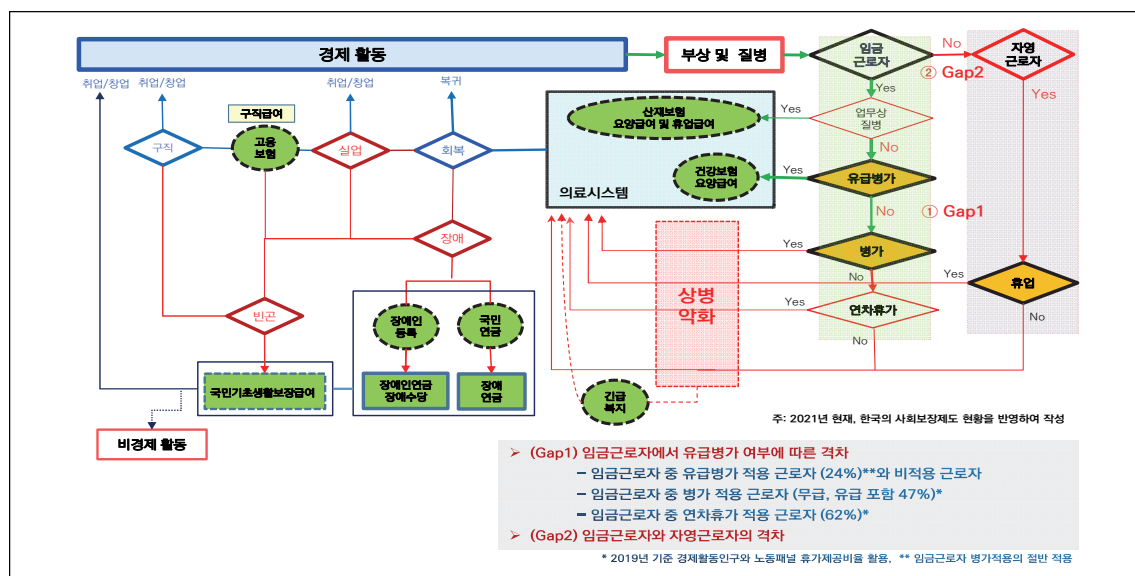 경제 활동
부상 및 질병
임금
근로자
No
자영
근로자
② Gap2
취업/창업
취업/창업
취업/창업
복귀
Yes
Yes
구직급여
산재보험
요양급여 및 휴업급여
Yes
업무상
질병
구직
고용
보험
실업
회복
No
건강보험
요양급여
Yes
유급병가
의료시스템
No
① Gap1
장애
Yes
병가
No
Yes
휴업
상병
악화
빈곤
장애인
등록
국민
연금
Yes
연차휴가
No
No
국민기초생활보장급여
장애인연금
장애수당
장애
연금
긴급
복지
비경제 활동
주: 2021년 현재, 한국의 사회보장제도 현황을 반영하여 작성
➢ (Gap1) 임금근로자에서 유급병가 여부에 따른 격차
– 임금근로자 중 유급병가 적용 근로자 (24%)**와 비적용 근로자
– 임금근로자 중 병가 적용 근로자 (무급, 유급 포함 47%)*
– 임금근로자 중 연차휴가 적용 근로자 (62%)*
➢ (Gap2) 임금근로자와 자영근로자의 격차
* 2019년 기준 경제활동인구와 노동패널 휴가제공비율 활용, ** 임금근로자 병가적용의 절반 적용